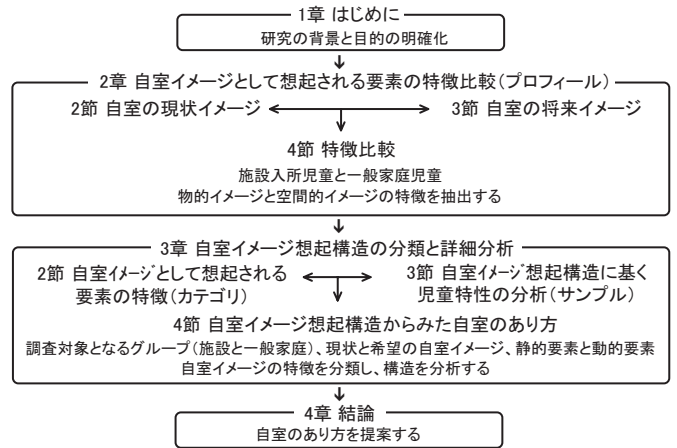 1章 はじめに
研究の背景と目的の明確化
2章 自室イメージとして想起される要素の特徴比較(プロフィール)
2節 自室の現状イメージ
3節 自室の将来イメージ
4節 特徴比較
施設入所児童と一般家庭児童
物的イメージと空間的イメージの特徴を抽出する
3章 自室イメージ想起構造の分類と詳細分析
2節 自室イメージとして想起される
要素の特徴(カテゴリ)
3節 自室イメージ想起構造に基く
児童特性の分析(サンプル)
4節 自室イメージ想起構造からみた自室のあり方
調査対象となるグループ(施設と一般家庭)、現状と希望の自室イメージ、静的要素と動的要素
自室イメージの特徴を分類し、構造を分析する
4章 結論
自室のあり方を提案する